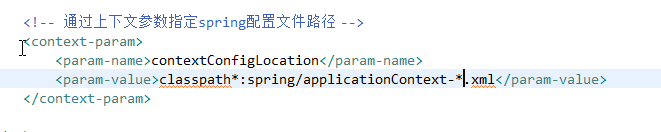 <!-- 通过上下文参数指定spring配置文件路径 -->
<context-param>
<param-name>contextConfigLocation</param-name>
<param-value>classpath*:spring/applicationContext-*.xml</param-value>
</context-param>